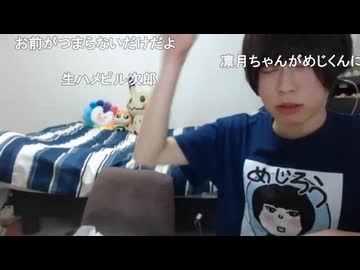 お前がつまらないだけだよ
凛月ちゃんがめじくんに
生ハメピル次郎
めじろう